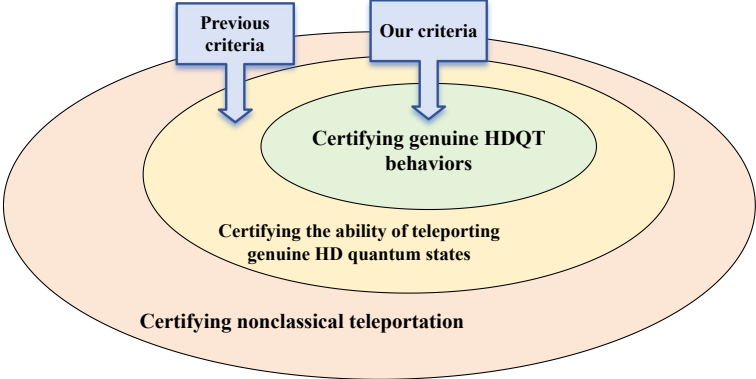 Previous
criteria
Our criteria
Certifying genuine HDQT
behaviors
Certifying the ability of teleporting
genuine HD quantum states
Certifying nonclassical teleportation